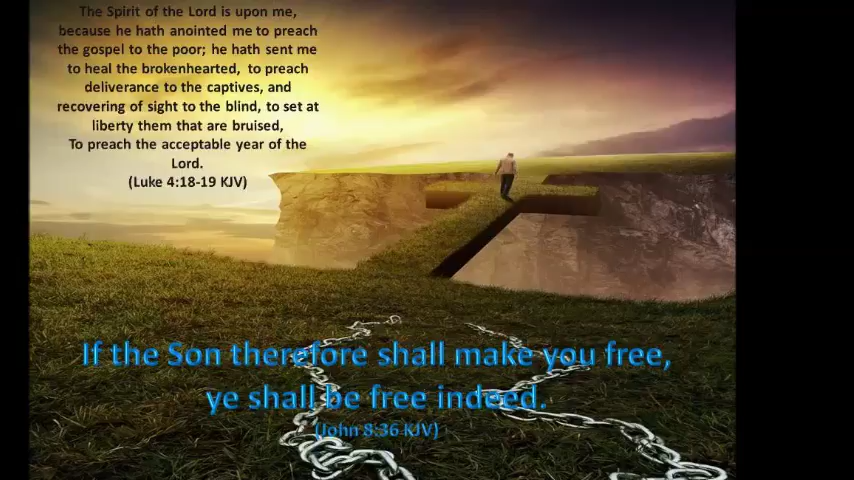 The Spirit of the Lord is upon me,
because he hath anointed me to preach
the gospel to the poor; he hath sent me
to heal the brokenhearted, to preach
deliverance to the captives, and
recovering of sight to the blind, to set at
liberty them that are bruised,
To preach the acceptable year of the
Lord.
(Luke 4:18-19 KJV)
If the Son therefore shall make you free,
ye shall be free indeed.
(John 8:36 KJV)